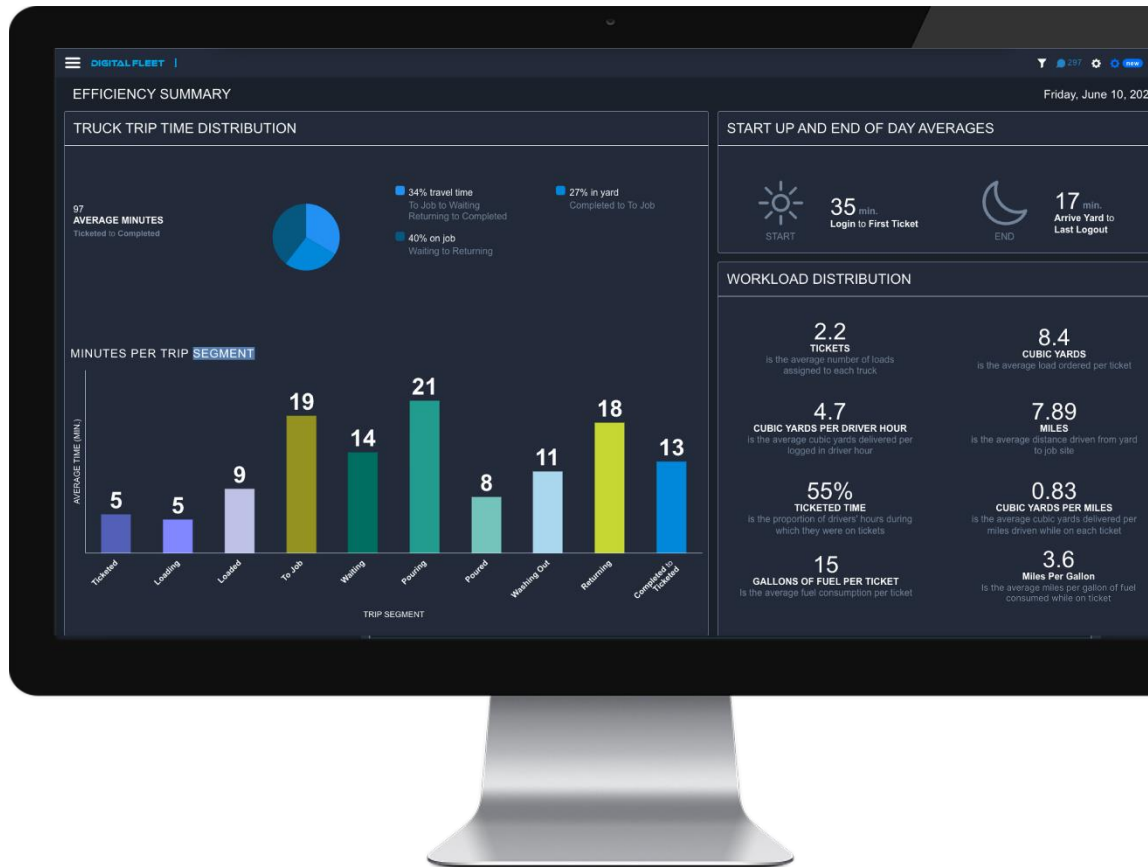 DIGITAL FLEET
297
new
EFFICIENCY SUMMARY
Friday, June 10, 202
TRUCK TRIP TIME DISTRIBUTION
97
AVERAGE MINUTES
Ticketed to Completed
34% travel time
To Job to Waiting
Returning to Completed
40% on job
Waiting to Returning
27% in yard
Completed to To Job
MINUTES PER TRIP SEGMENT
AVERAGE TIME (MIN.)
5
5
9
19
14
21
8
11
18
13
Ticketed
Loading
Loaded
To Job
Waiting
Pouring
Poured
Washing Out
Returning
Completed to
Ticketed
TRIP SEGMENT
START UP AND END OF DAY AVERAGES
START
35 min.
Login to First Ticket
END
17 min.
Arrive Yard to
Last Logout
WORKLOAD DISTRIBUTION
2.2
TICKETS
is the average number of loads
assigned to each truck
8.4
CUBIC YARDS
is the average load ordered per ticket
4.7
CUBIC YARDS PER DRIVER HOUR
is the average cubic yards delivered per
logged in driver hour
7.89
MILES
is the average distance driven from yard
to job site
55%
TICKETED TIME
is the proportion of drivers' hours during
which they were on tickets
0.83
CUBIC YARDS PER MILES
is the average cubic yards delivered per
miles driven while on each ticket
15
GALLONS OF FUEL PER TICKET
Is the average fuel consumption per ticket
3.6
Miles Per Gallon
Is the average miles per gallon of fuel
consumed while on ticket